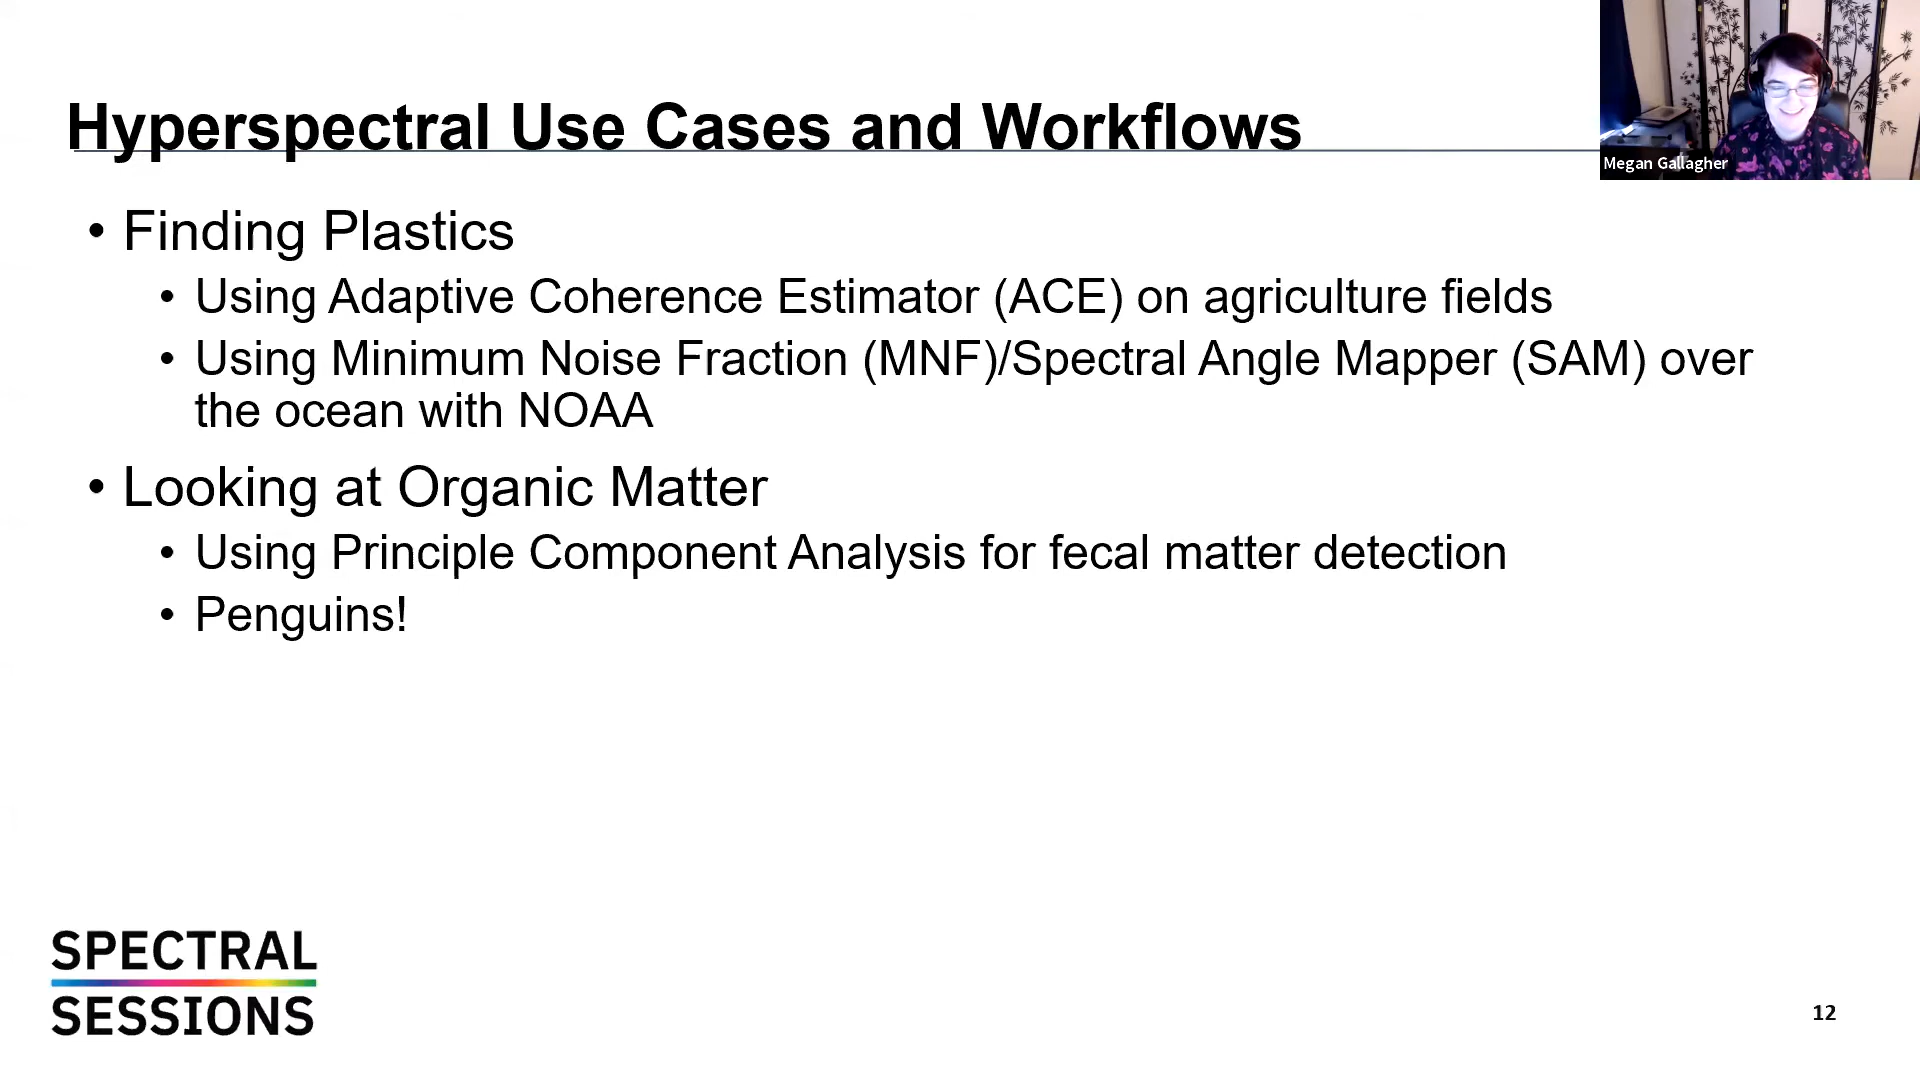 Hyperspectral Use Cases and Workflows
Megan Gallagher
• Finding Plastics
• Using Adaptive Coherence Estimator (ACE) on agriculture fields
• Using Minimum Noise Fraction (MNF)/Spectral Angle Mapper (SAM) over
the ocean with NOAA
• Looking at Organic Matter
• Using Principle Component Analysis for fecal matter detection
• Penguins!
SPECTRAL
SESSIONS
12